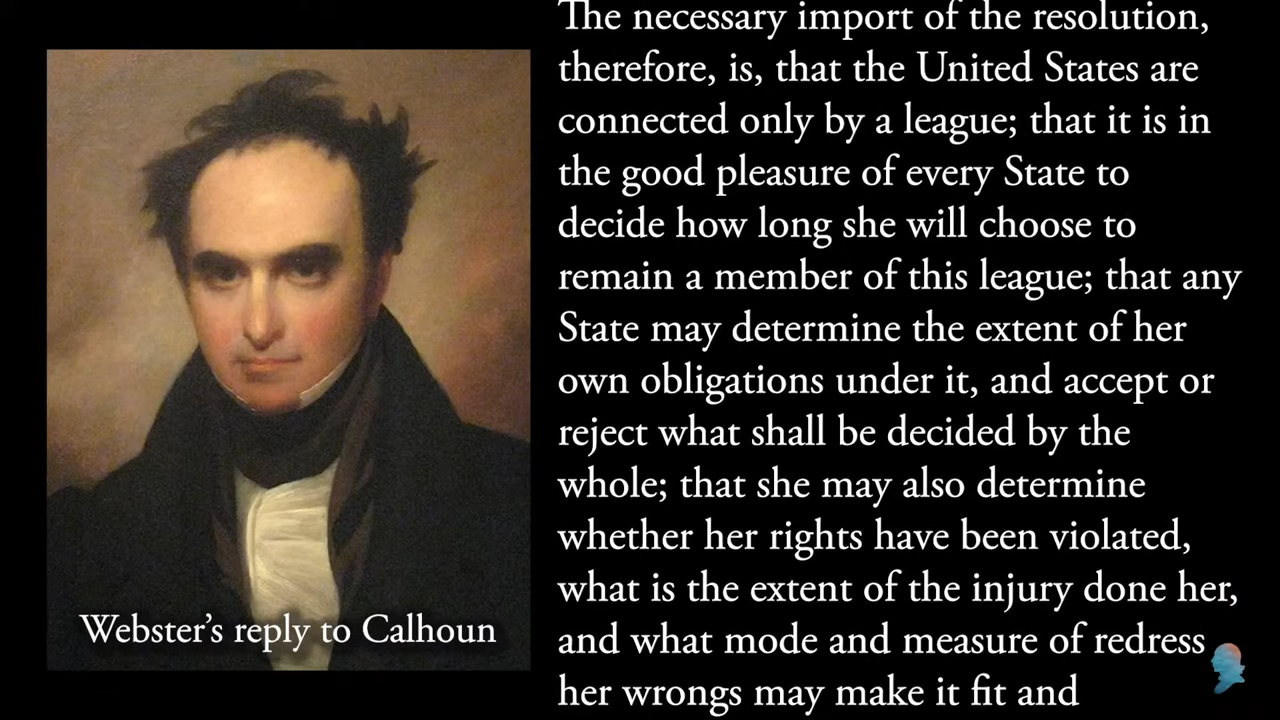 The necessary import of the resolution,
therefore, is, that the United States are
connected only by a league; that it is in
the good pleasure of every State to
decide how long she will choose to
remain a member of this league; that any
State may determine the extent of her
own obligations under it, and accept or
reject what shall be decided by the
whole; that she may also determine
whether her rights have been violated,
what is the extent of the injury done her,
and what mode and measure of redress
her wrongs may make it fit and
Webster’s reply to Calhoun